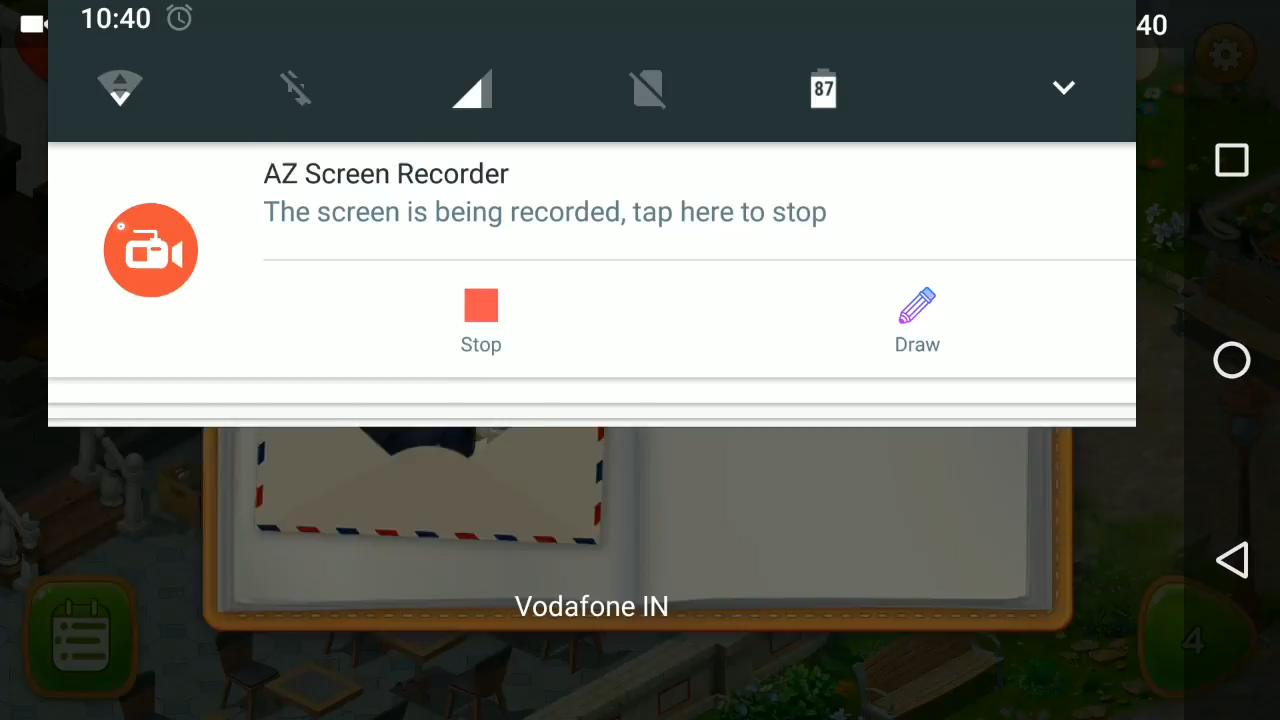 10:40
40
87
AZ Screen Recorder
The screen is being recorded, tap here to stop
Stop
Draw
Vodafone IN
4